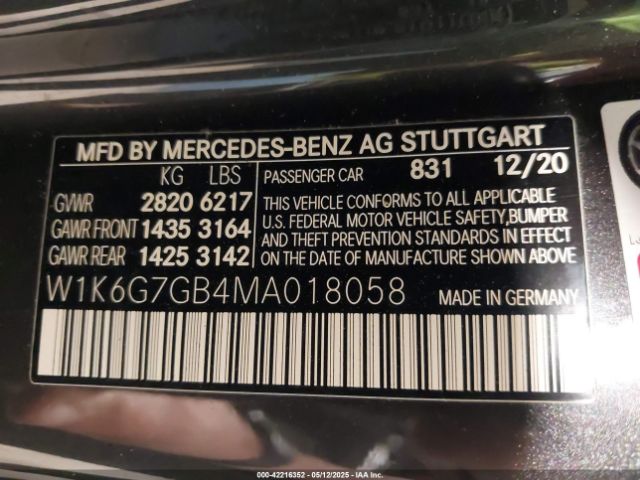 MFD BY MERCEDES-BENZ AG STUTTGART
KG LBS
PASSENGER CAR 831 12/20
GVWR 2820 6217
GAWR FRONT 1435 3164
GAWR REAR 1425 3142
THIS VEHICLE CONFORMS TO ALL APPLICABLE
U.S. FEDERAL MOTOR VEHICLE SAFETY,BUMPER
AND THEFT PREVENTION STANDARDS IN EFFECT
ON THE DATE OF MANUFACTURE SHOWN ABOVE
W1K6G7GB4MA018058 MADE IN GERMANY
000-42216352 - 05/12/2025 - IAAI Inc.